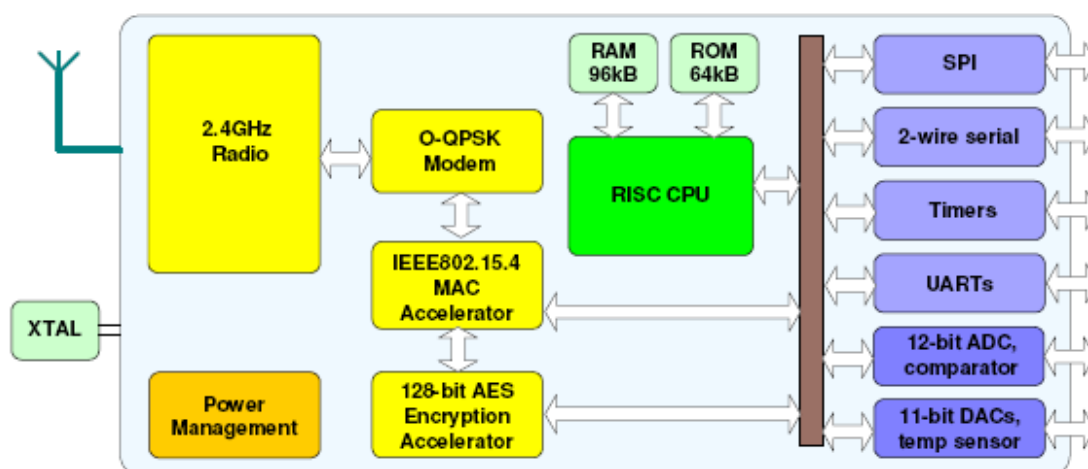 2.4GHz
Radio
O-QPSK
Modem
IEEE802.15.4
MAC
Accelerator
128-bit AES
Encryption
Accelerator
XTAL
Power
Management
RAM
96kB
ROM
64kB
RISC CPU
SPI
2-wire serial
Timers
UARTs
12-bit ADC,
comparator
11-bit DACs,
temp sensor